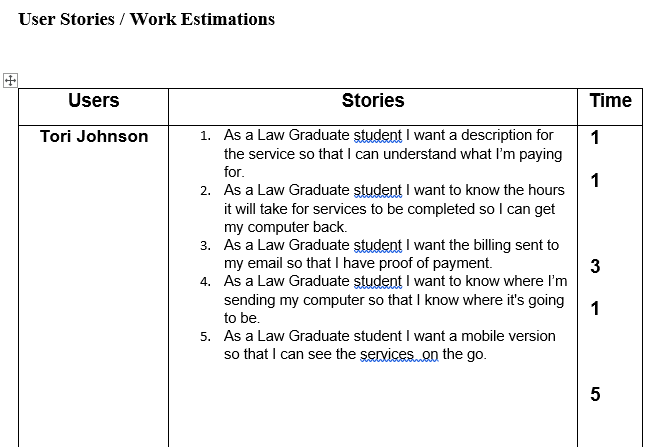 User Stories / Work Estimations
Users Stories Time
Tori Johnson
1. As a Law Graduate student I want a description for
the service so that I can understand what I'm paying
for.
2. As a Law Graduate student I want to know the hours
it will take for services to be completed so I can get
my computer back.
3. As a Law Graduate student I want the billing sent to
my email so that I have proof of payment.
4. As a Law Graduate student I want to know where I'm
sending my computer so that I know where it's going
to be.
5. As a Law Graduate student I want a mobile version
so that I can see the services on the go.
1
1
3
1
5